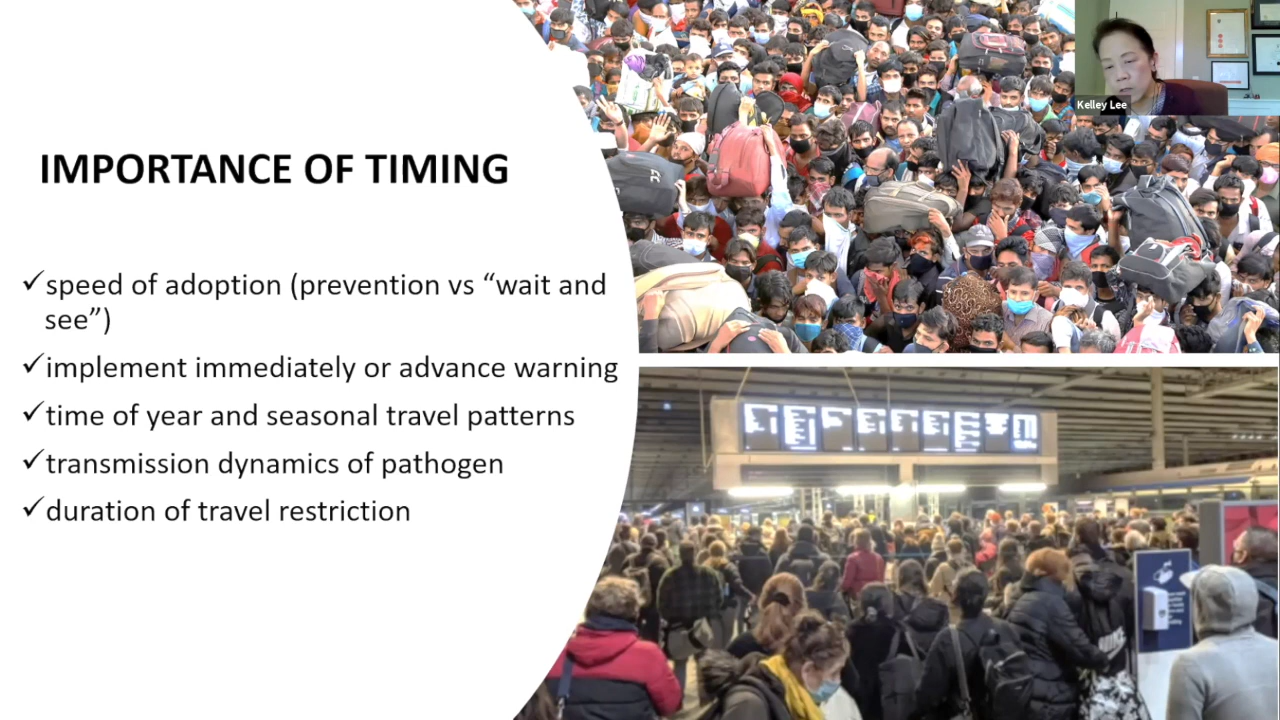 Kelley Lee
IMPORTANCE OF TIMING
✓speed of adoption (prevention vs “wait and
see”)
✓implement immediately or advance warning
✓time of year and seasonal travel patterns
✓transmission dynamics of pathogen
✓duration of travel restriction